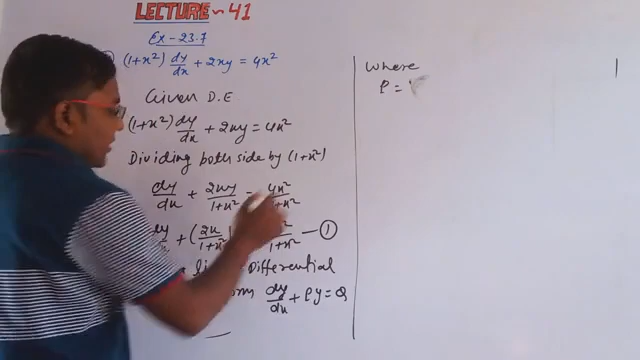 LECTURE ~ 41
Ex - 23.7
(1+x²) dy/dx + 2xy = 4x²
Given D.E
(1+x²) dy/dx + 2xy = 4x²
Dividing both side by (1+x²)
dy/dx + 2xy/1+x² = 4x²/1+x²
+ (2x/1+x²) /1+x² — ①
Differential
dy/dx + Py = Q
where
P =